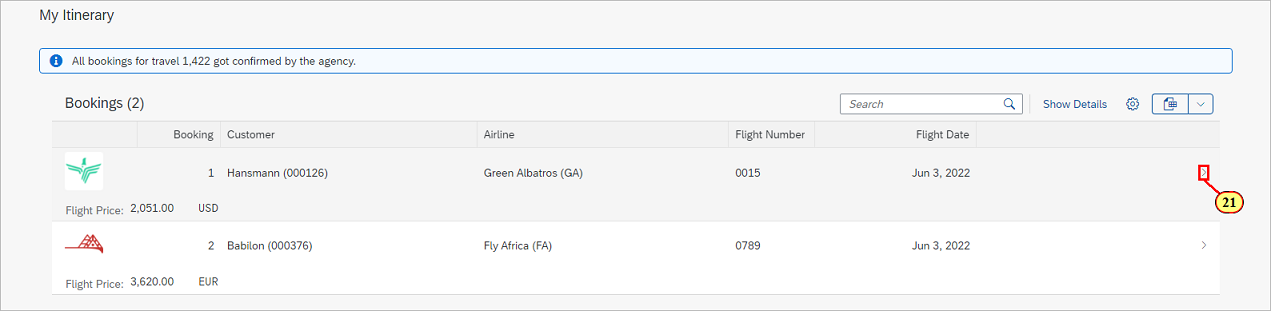 My Itinerary
All bookings for travel 1,422 got confirmed by the agency.
Bookings (2) Search Show Details
Booking Customer Airline Flight Number Flight Date
1 Hansmann (000126) Green Albatros (GA) 0015 Jun 3, 2022
21
Flight Price: 2,051.00 USD
2 Babilon (000376) Fly Africa (FA) 0789 Jun 3, 2022
Flight Price: 3,620.00 EUR